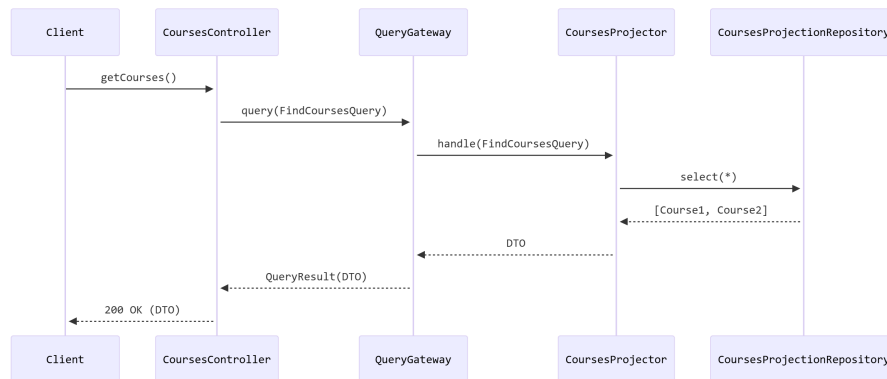 Client
CoursesController
QueryGateway
CoursesProjector
CoursesProjectionRepository
getCourses()
query(FindCoursesQuery)
handle(FindCoursesQuery)
select(*)
[Course1, Course2]
DTO
QueryResult(DTO)
200 OK (DTO)
Client
CoursesController
QueryGateway
CoursesProjector
CoursesProjectionRepository